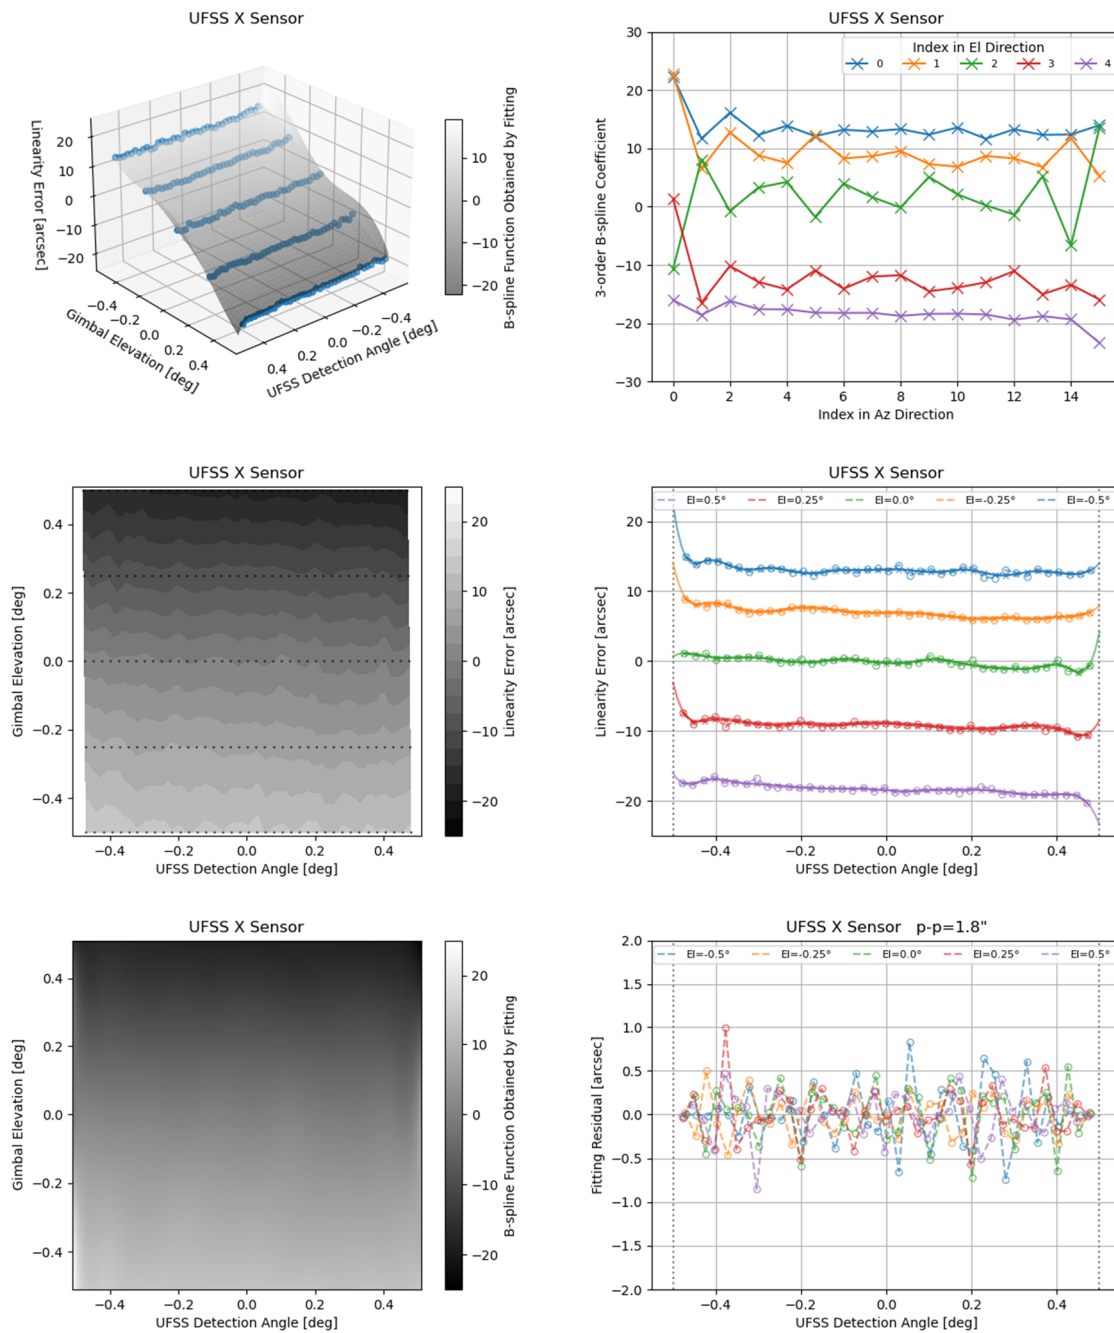 UFSS X Sensor
Linearity Error [arcsec]
20
10
0
−10
−20
−0.4
−0.2
0.0
0.2
0.4
Gimbal Elevation [deg]
0.4
0.2
0.0
−0.2
−0.4
UFSS Detection Angle [deg]
10
0
−10
−20
B-spline Function Obtained by Fitting
UFSS X Sensor
Index in El Direction
0 1 2 3 4
30
20
10
0
−10
−20
−30
3-order B-spline Coefficient
0 2 4 6 8 10 12 14
Index in Az Direction
UFSS X Sensor
0.4
0.2
0.0
−0.2
−0.4
Gimbal Elevation [deg]
−0.4 −0.2 0.0 0.2 0.4
UFSS Detection Angle [deg]
20
10
0
−10
−20
Linearity Error [arcsec]
UFSS X Sensor
El=0.5° El=0.25° El=0.0° El=-0.25° El=-0.5°
20
10
0
−10
−20
Linearity Error [arcsec]
−0.4 −0.2 0.0 0.2 0.4
UFSS Detection Angle [deg]
UFSS X Sensor
0.4
0.2
0.0
−0.2
−0.4
Gimbal Elevation [deg]
−0.4 −0.2 0.0 0.2 0.4
UFSS Detection Angle [deg]
20
10
0
−10
−20
B-spline Function Obtained by Fitting
UFSS X Sensor p-p=1.8"
El=-0.5° El=-0.25° El=0.0° El=0.25° El=0.5°
2.0
1.5
1.0
0.5
0.0
−0.5
−1.0
−1.5
−2.0
Fitting Residual [arcsec]
−0.4 −0.2 0.0 0.2 0.4
UFSS Detection Angle [deg]